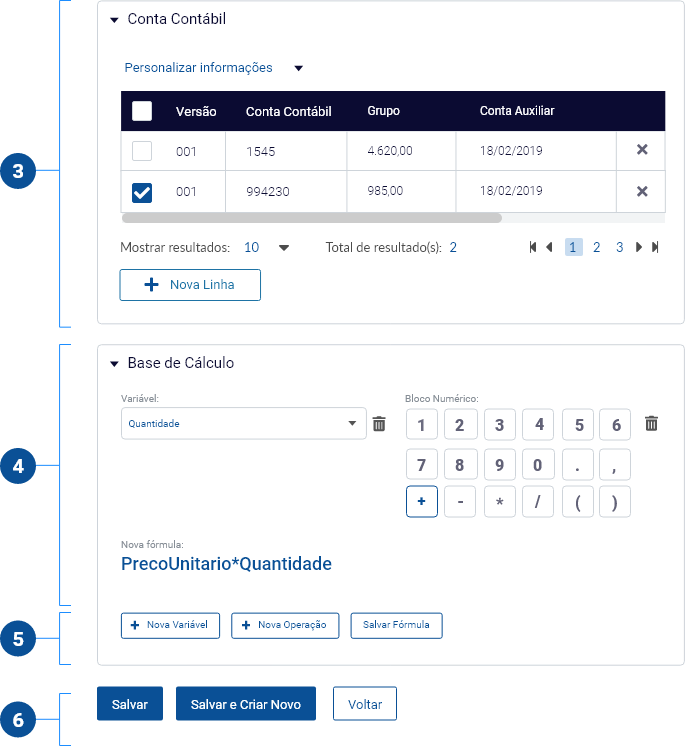 Conta Contábil
Personalizar informações
Versão Conta Contábil Grupo Conta Auxiliar
3
001 1545 4.620,00 18/02/2019
001 994230 985,00 18/02/2019
Mostrar resultados: 10 Total de resultado(s): 2 1 2 3
+ Nova Linha
Base de Cálculo
4
Variável: Bloco Numérico:
Quantidade 1 2 3 4 5 6
7 8 9 0 . ,
+ - * / ( )
Nova fórmula:
PrecoUnitario*Quantidade
5
+ Nova Variável + Nova Operação Salvar Fórmula
6
Salvar Salvar e Criar Novo Voltar